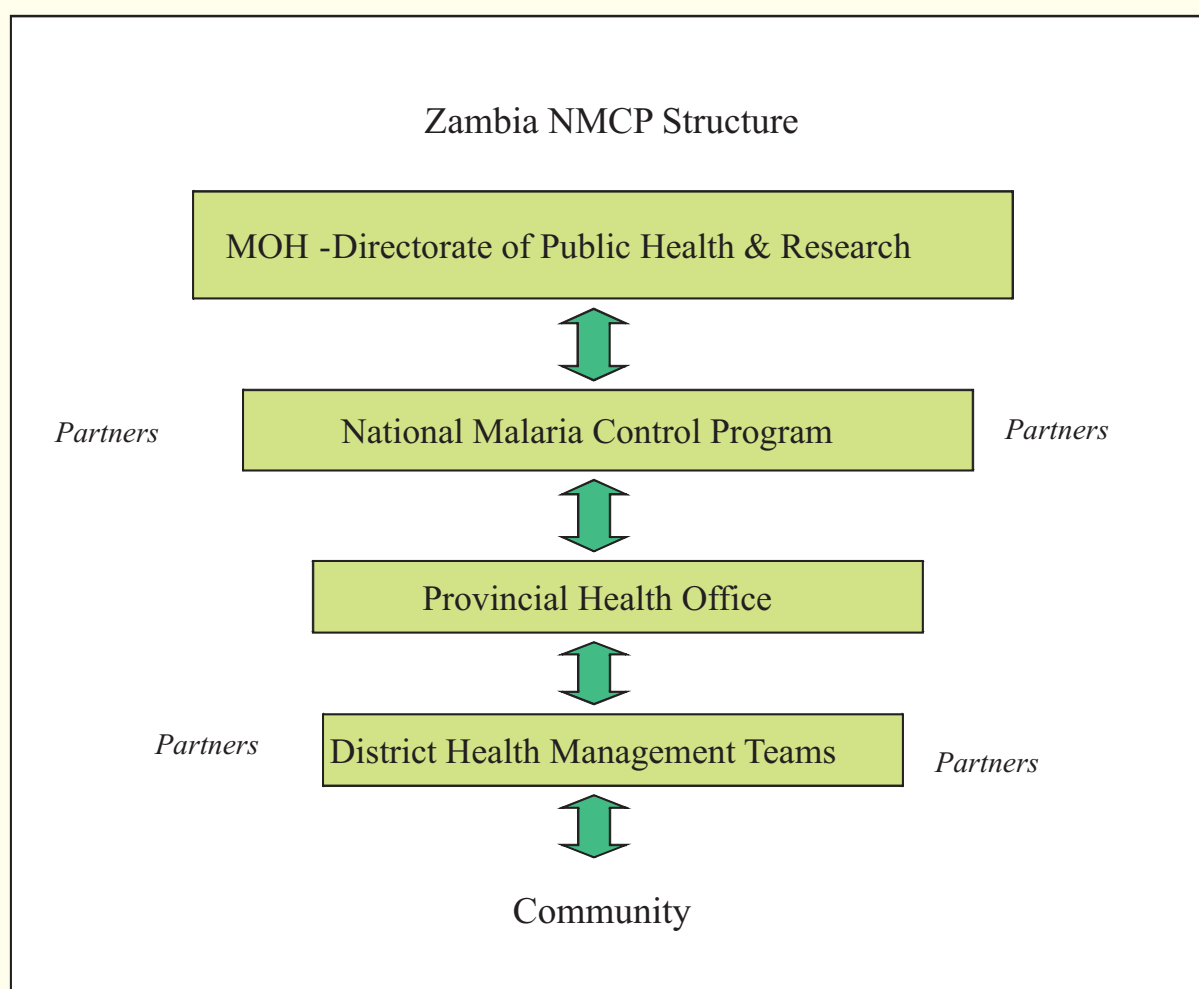 Zambia NMCP Structure
MOH -Directorate of Public Health & Research
Partners
National Malaria Control Program
Partners
Provincial Health Office
Partners
District Health Management Teams
Partners
Community